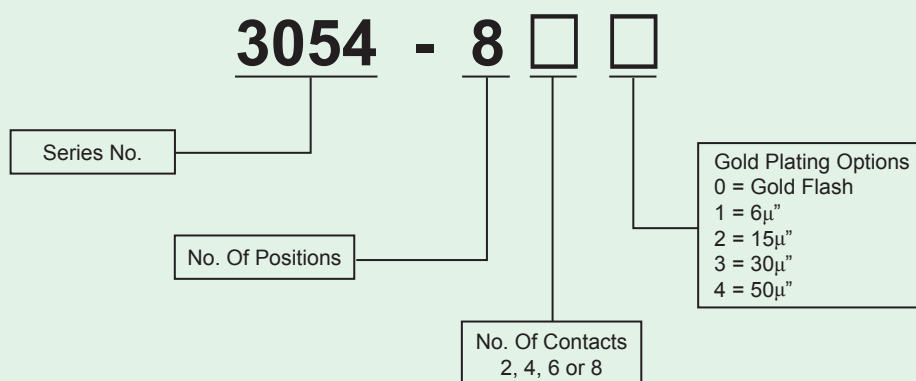 3054 - 8 □ □
Series No.
No. Of Positions
No. Of Contacts
2, 4, 6 or 8
Gold Plating Options
0 = Gold Flash
1 = 6μ”
2 = 15μ”
3 = 30μ”
4 = 50μ”